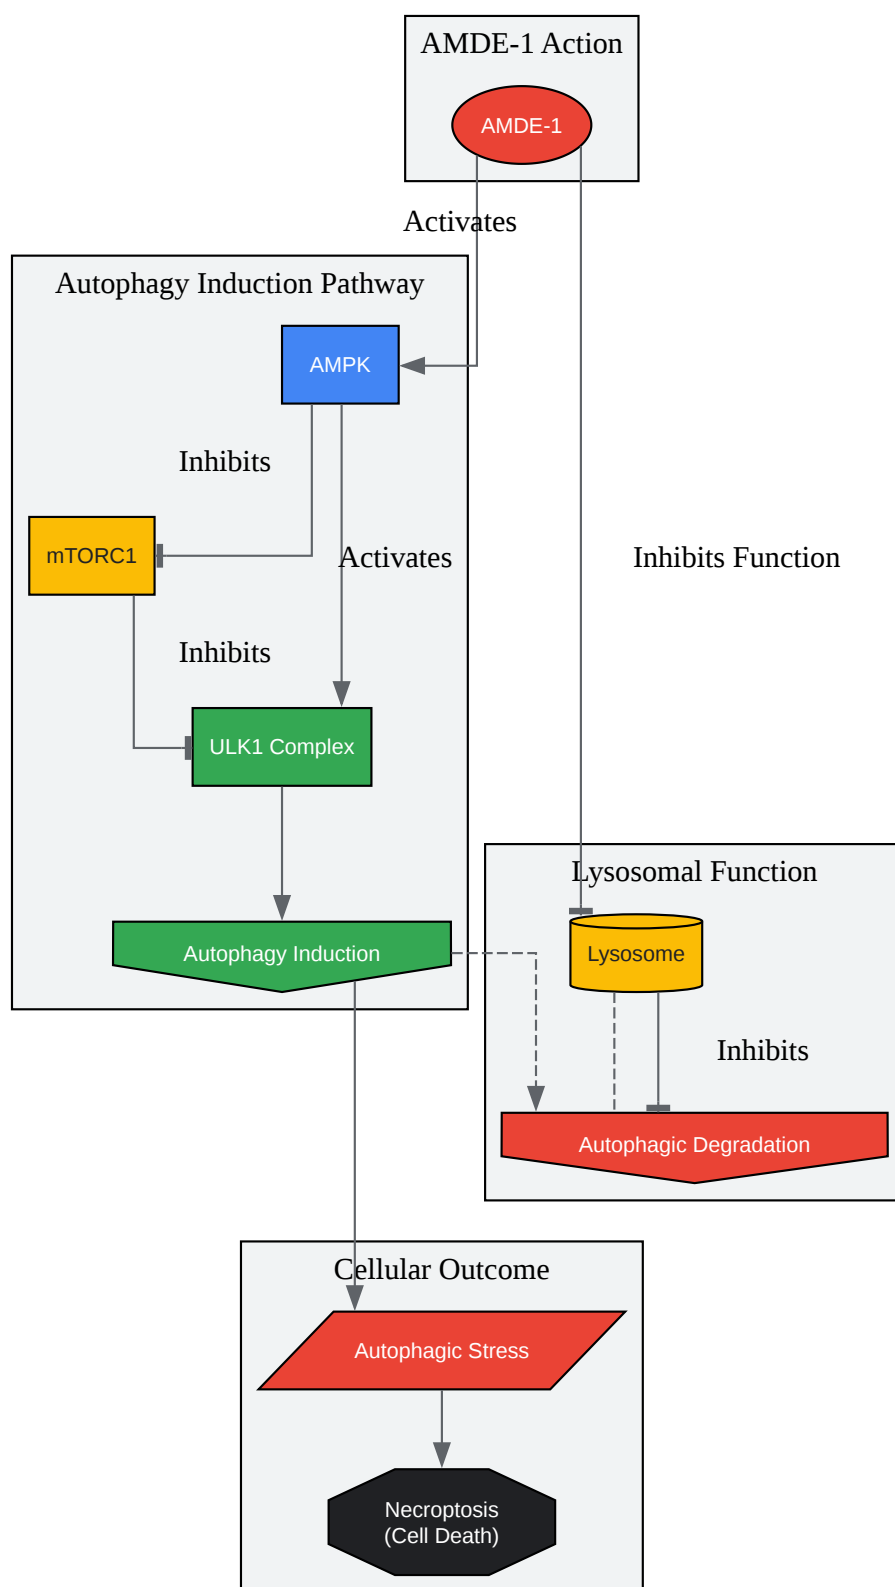 AMDE-1 Action
AMDE-1
Activates
Autophagy Induction Pathway
AMPK
Inhibits
mTORC1
Activates
Inhibits Function
Inhibits
ULK1 Complex
Lysosomal Function
Autophagy Induction
Lysosome
Inhibits
Autophagic Degradation
Cellular Outcome
Autophagic Stress
Necroptosis
(Cell Death)